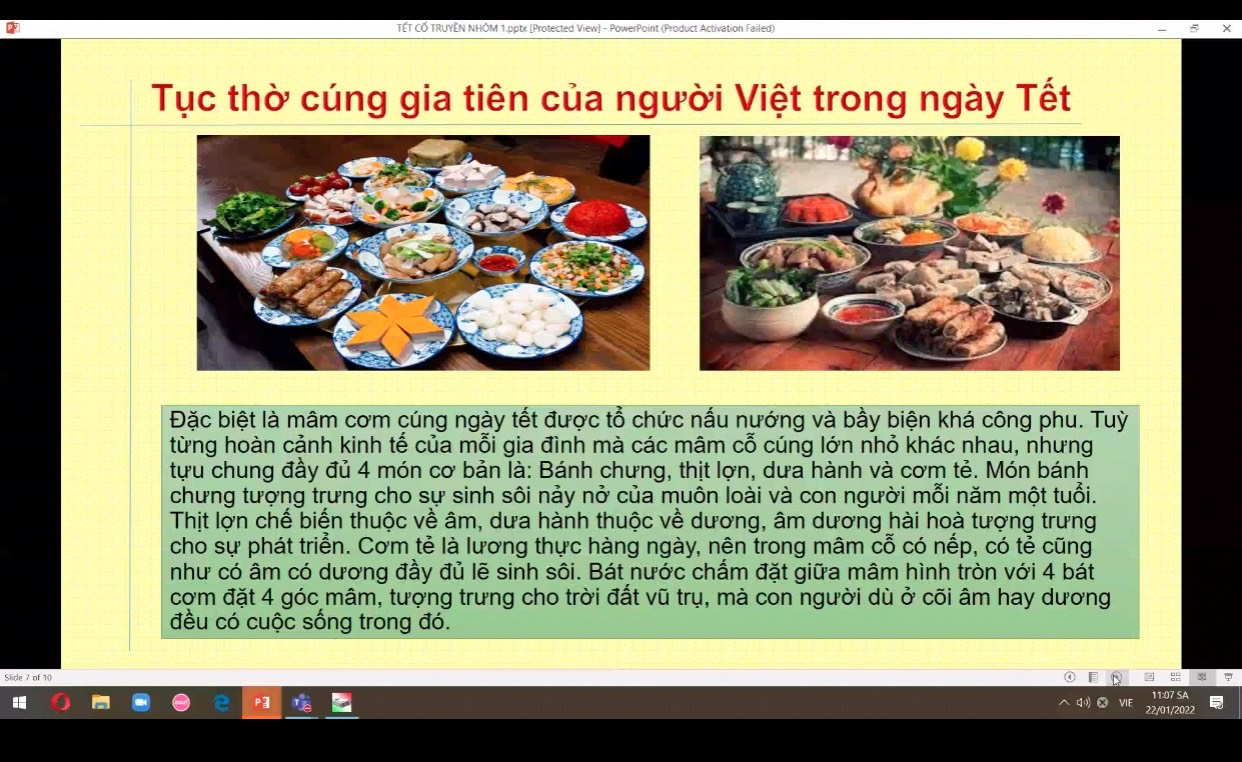 TẾT CỔ TRUYỀN NHÓM 1.pptx [Protected View] - PowerPoint (Product Activation Failed)
Tục thờ cúng gia tiên của người Việt trong ngày Tết
Đặc biệt là mâm cơm cúng ngày tết được tổ chức nấu nướng và bầy biện khá công phu. Tuỳ
từng hoàn cảnh kinh tế của mỗi gia đình mà các mâm cỗ cúng lớn nhỏ khác nhau, nhưng
tựu chung đầy đủ 4 món cơ bản là: Bánh chưng, thịt lợn, dưa hành và cơm tẻ. Món bánh
chưng tượng trưng cho sự sinh sôi nảy nở của muôn loài và con người mỗi năm một tuổi.
Thịt lợn chế biến thuộc về âm, dưa hành thuộc về dương, âm dương hài hoà tượng trưng
cho sự phát triển. Cơm tẻ là lương thực hàng ngày, nên trong mâm cỗ có nếp, có tẻ cũng
như có âm có dương đầy đủ lẽ sinh sôi. Bát nước chấm đặt giữa mâm hình tròn với 4 bát
cơm đặt 4 góc mâm, tượng trưng cho trời đất vũ trụ, mà con người dù ở cõi âm hay dương
đều có cuộc sống trong đó.
Slide 7 of 10
VIE
11:07 SA
22/01/2022